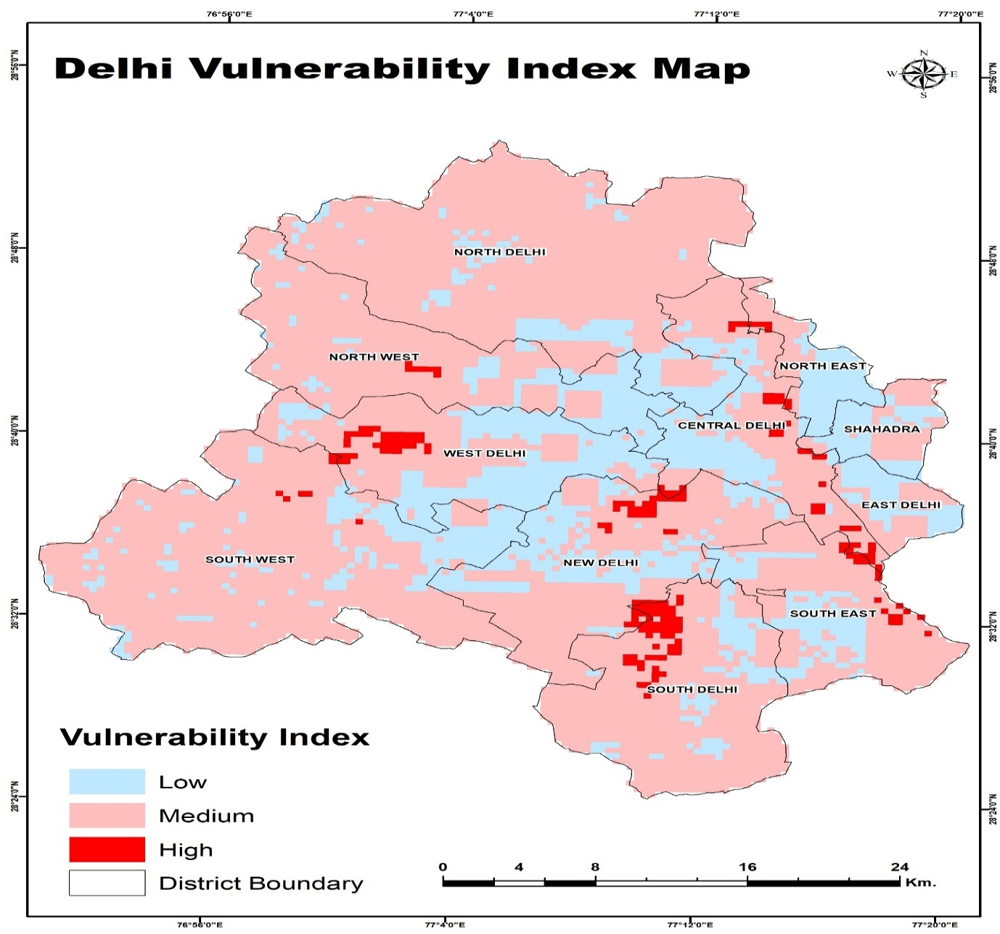 76°56'0"E 77°4'0"E 77°12'0"E 77°20'0"E
Delhi Vulnerability Index Map
N
W E
S
28°56'0"N 28°56'0"N
28°48'0"N 28°48'0"N
NORTH DELHI
NORTH WEST
NORTH EAST
28°40'0"N 28°40'0"N
CENTRAL DELHI
SHAHADRA
WEST DELHI
EAST DELHI
SOUTH WEST
NEW DELHI
28°32'0"N 28°32'0"N
SOUTH EAST
SOUTH DELHI
Vulnerability Index
Low
Medium
High
District Boundary
28°24'0"N 28°24'0"N
0 4 8 16 24
Km.
76°56'0"E 77°4'0"E 77°12'0"E 77°20'0"E